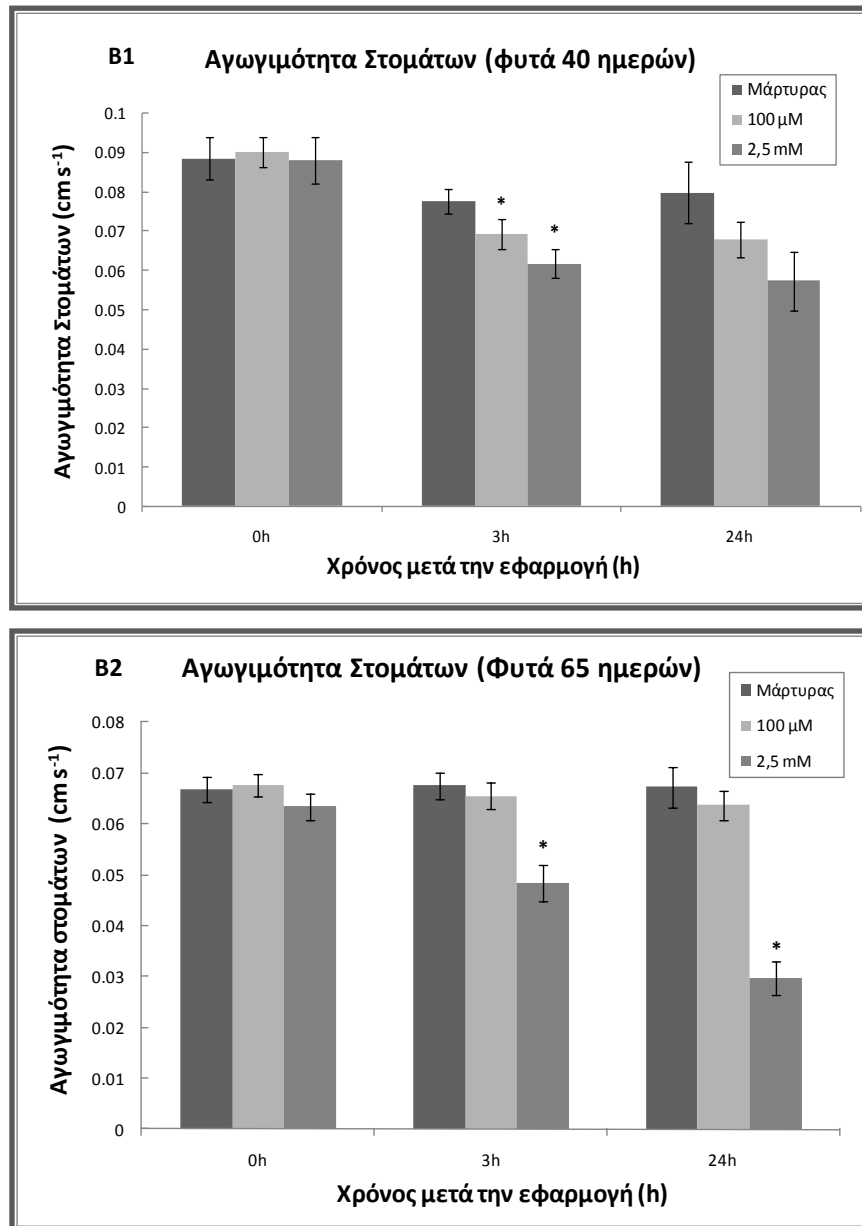 B1 Αγωγιμότητα Στομάτων (φυτά 40 ημερών)
Μάρτυρας
100 μM
2,5 mM
Αγωγιμότητα Στομάτων (cm s-1)
0.1
0.09
0.08
0.07
0.06
0.05
0.04
0.03
0.02
0.01
0
* *
0h 3h 24h
Χρόνος μετά την εφαρμογή (h)
B2 Αγωγιμότητα Στομάτων (Φυτά 65 ημερών)
Μάρτυρας
100 μM
2,5 mM
Αγωγιμότητα στομάτων (cm s-1)
0.08
0.07
0.06
0.05
0.04
0.03
0.02
0.01
0
*
*
0h 3h 24h
Χρόνος μετά την εφαρμογή (h)